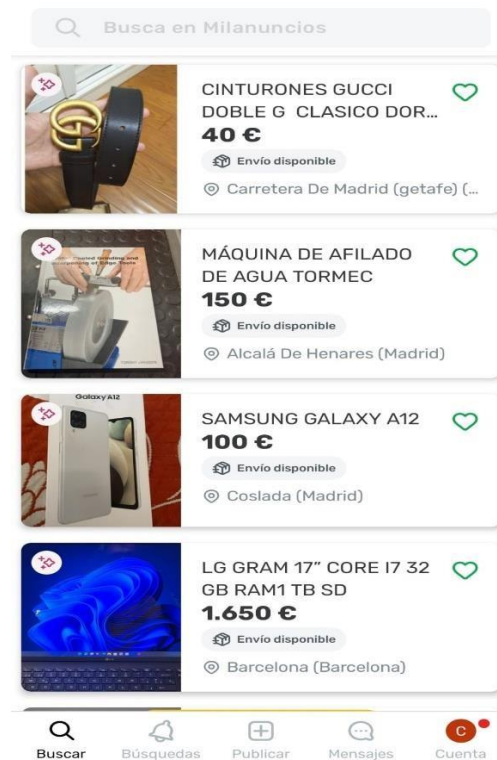 Busca en Milanuncios
CINTURONES GUCCI
DOBLE G CLASICO DOR...
40 €
Envío disponible
Carretera De Madrid (getafe) (...
MÁQUINA DE AFILADO
DE AGUA TORMEC
150 €
Envío disponible
Alcalá De Henares (Madrid)
Galaxy A12
SAMSUNG GALAXY A12
100 €
Envío disponible
Coslada (Madrid)
LG GRAM 17” CORE I7 32
GB RAM1 TB SD
1.650 €
Envío disponible
Barcelona (Barcelona)
C
Buscar
Búsquedas
Publicar
Mensajes
Cuenta